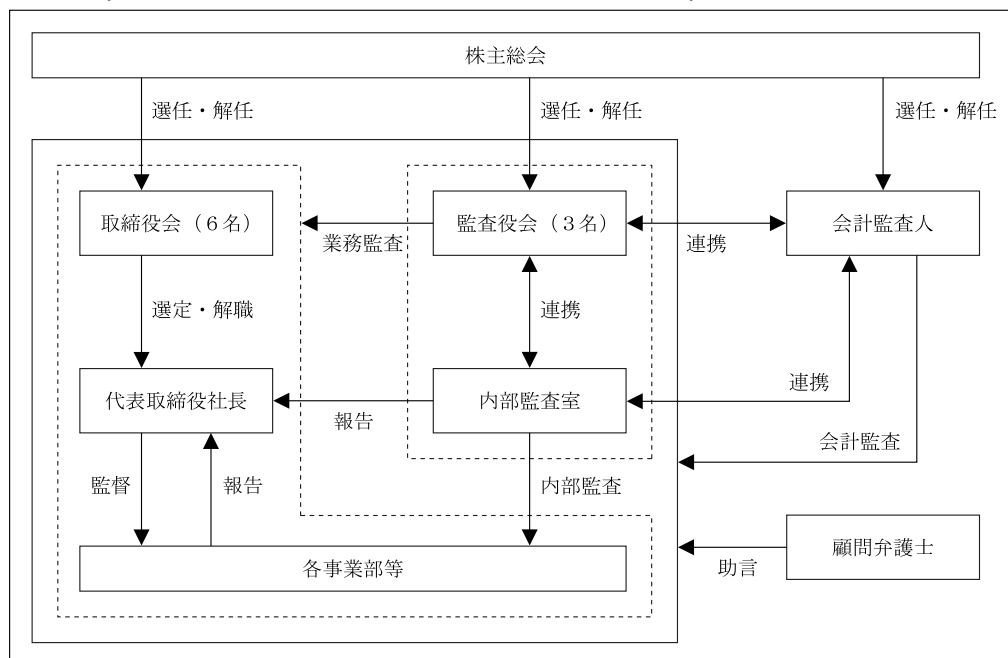 株主総会
選任・解任
選任・解任
選任・解任
取締役会（６名）
監査役会（３名）
会計監査人
業務監査
連携
選定・解職
連携
代表取締役社長
内部監査室
連携
報告
会計監査
監督
報告
内部監査
顧問弁護士
各事業部等
助言